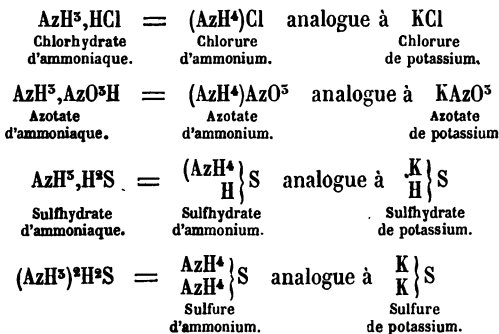 AzH³,HCl = (AzH⁴)Cl analogue à KCl
Chlorhydrate Chlorure Chlorure
d'ammoniaque. d'ammonium. de potassium.
AzH³,AzO³H = (AzH⁴)AzO³ analogue à KAzO³
Azotate Azotate Azotate
d'ammoniaque. d'ammonium. de potassium
AzH³,H²S = (AzH⁴ H } S analogue à K H } S
Sulfhydrate Sulfhydrate Sulfhydrate
d'ammoniaque. d'ammonium. de potassium.
(AzH³)²H²S = AzH⁴ AzH⁴ } S analogue à K K } S
Sulfure Sulfure
d'ammonium. de potassium.